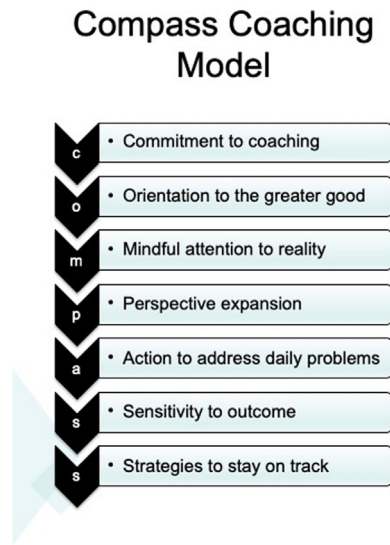 Compass Coaching
Model
c
• Commitment to coaching
o
• Orientation to the greater good
m
• Mindful attention to reality
p
• Perspective expansion
a
• Action to address daily problems
s
• Sensitivity to outcome
s
• Strategies to stay on track